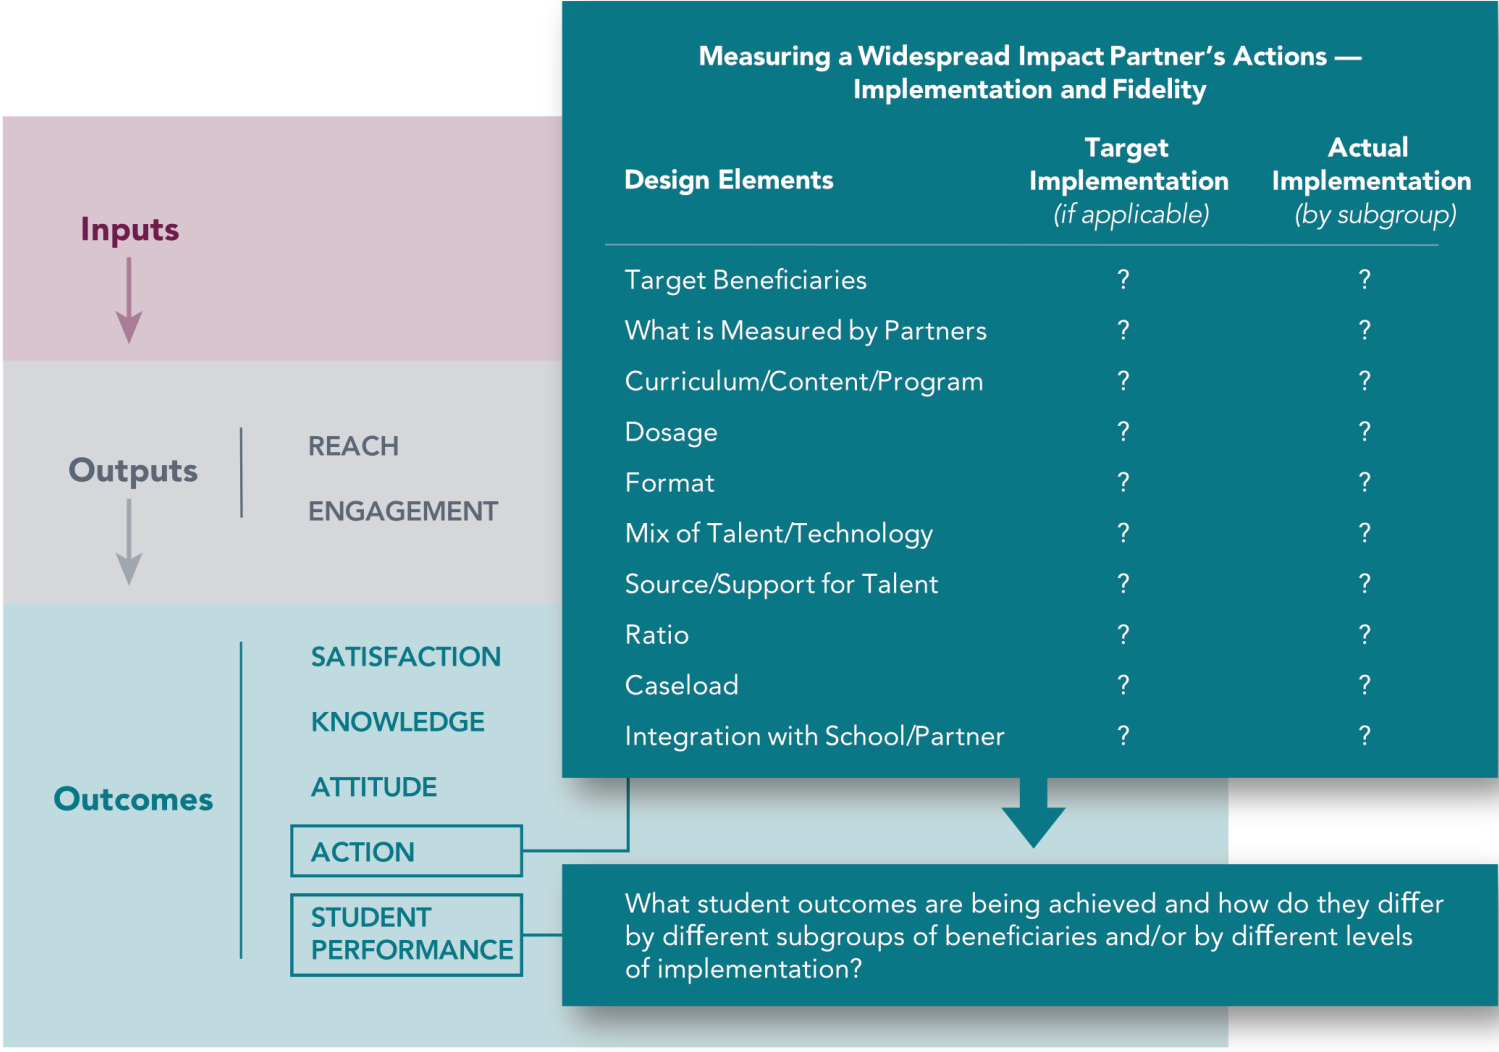 Measuring a Widespread Impact Partner's Actions —
Implementation and Fidelity
Design Elements
Target
Implementation
(if applicable)
Actual
Implementation
(by subgroup)
Target Beneficiaries ? ?
What is Measured by Partners ? ?
Curriculum/Content/Program ? ?
Dosage ? ?
Format ? ?
Mix of Talent/Technology ? ?
Source/Support for Talent ? ?
Ratio ? ?
Caseload ? ?
Integration with School/Partner ? ?
Inputs
Outputs
REACH
ENGAGEMENT
Outcomes
SATISFACTION
KNOWLEDGE
ATTITUDE
ACTION
STUDENT
PERFORMANCE
What student outcomes are being achieved and how do they differ
by different subgroups of beneficiaries and/or by different levels
of implementation?